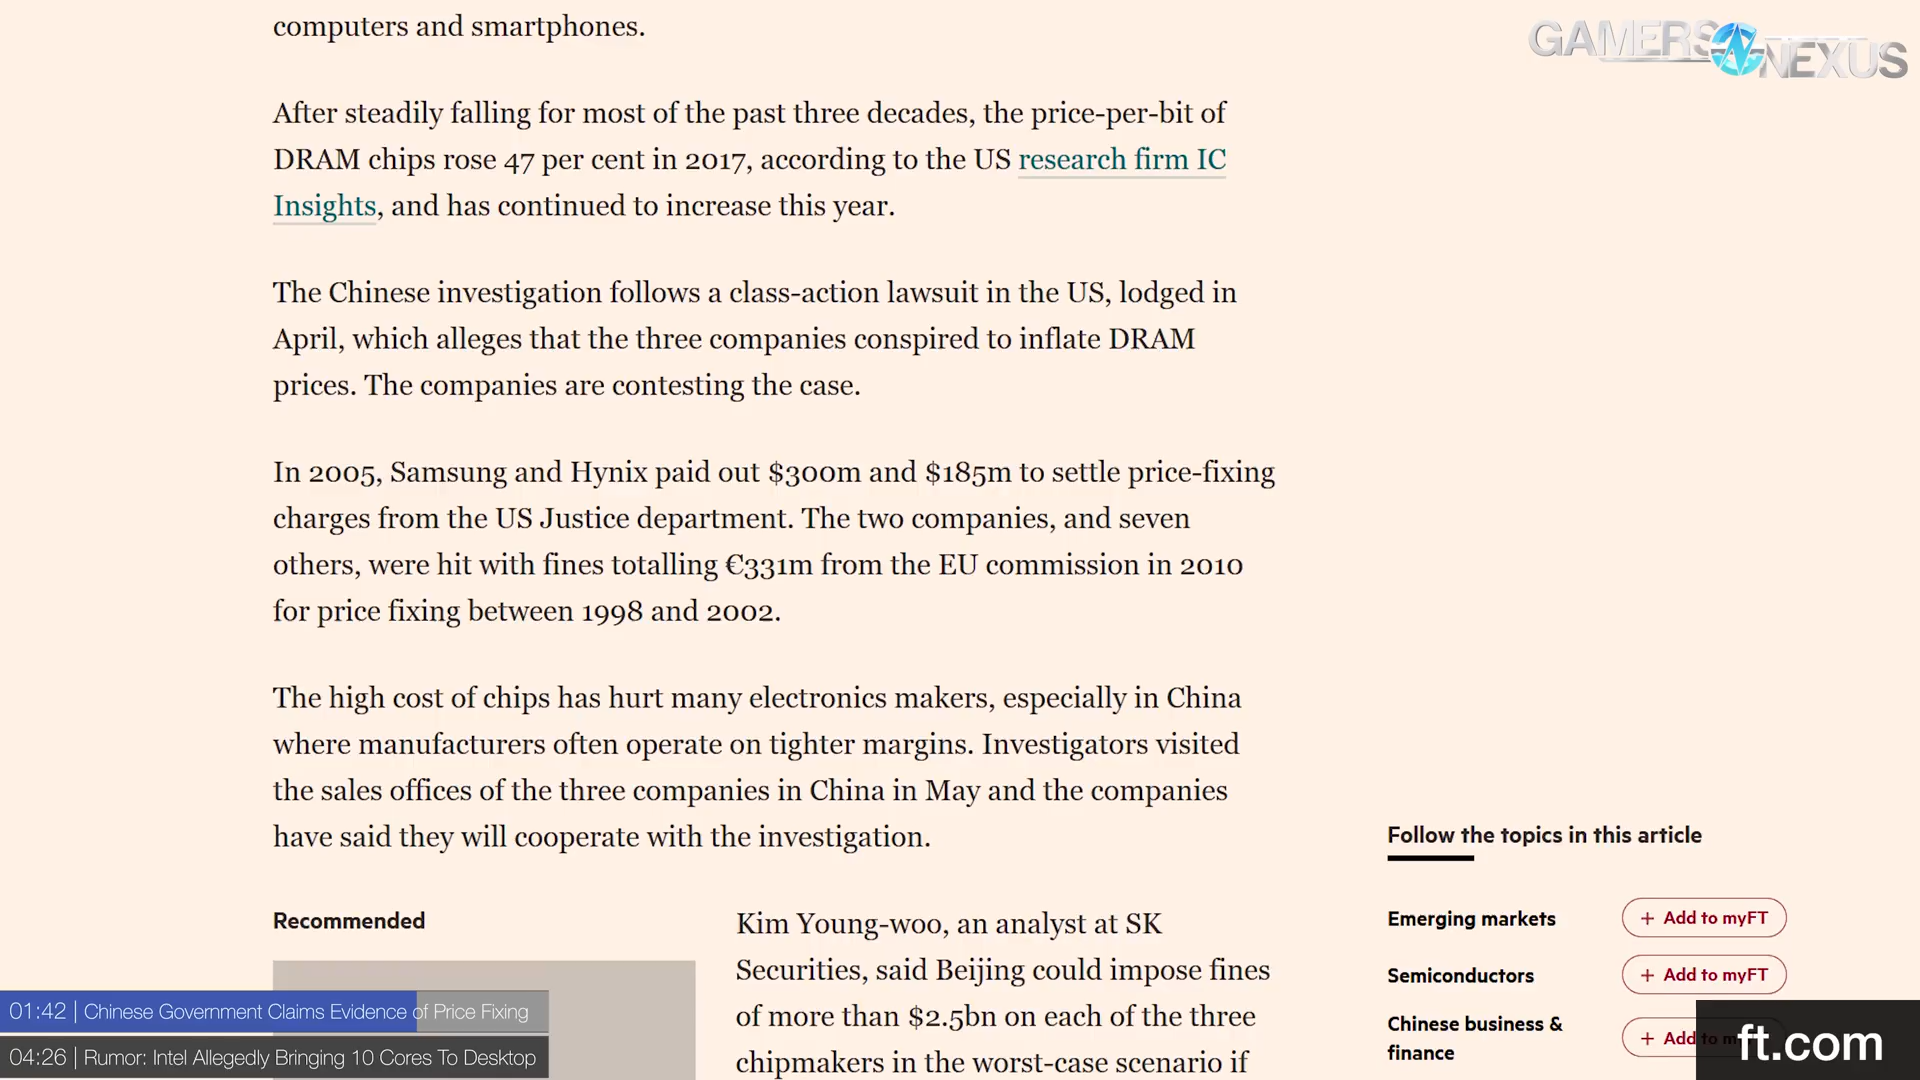 computers and smartphones.
GAMERS NEXUS
After steadily falling for most of the past three decades, the price-per-bit of
DRAM chips rose 47 per cent in 2017, according to the US research firm IC
Insights, and has continued to increase this year.
The Chinese investigation follows a class-action lawsuit in the US, lodged in
April, which alleges that the three companies conspired to inflate DRAM
prices. The companies are contesting the case.
In 2005, Samsung and Hynix paid out $300m and $185m to settle price-fixing
charges from the US Justice department. The two companies, and seven
others, were hit with fines totalling €331m from the EU commission in 2010
for price fixing between 1998 and 2002.
The high cost of chips has hurt many electronics makers, especially in China
where manufacturers often operate on tighter margins. Investigators visited
the sales offices of the three companies in China in May and the companies
have said they will cooperate with the investigation.
Recommended
Kim Young-woo, an analyst at SK
Securities, said Beijing could impose fines
of more than $2.5bn on each of the three
chipmakers in the worst-case scenario if
Follow the topics in this article
Emerging markets
+ Add to myFT
Semiconductors
+ Add to myFT
Chinese business &
finance
+ Add to m
ft.com
01:42 | Chinese Government Claims Evidence of Price Fixing
04:26 | Rumor: Intel Allegedly Bringing 10 Cores To Desktop